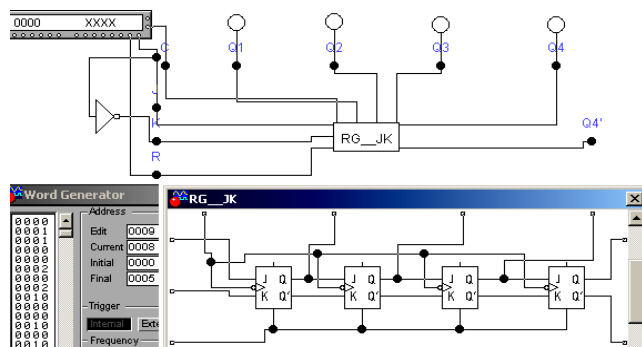 0000 XXXX
C Q1 Q2 Q3 Q4
J
K
R
RG__JK
Q4'
Word Generator
0000
0001
0001
0000
0000
0002
0002
0000
0000
0010
0000
0010
Address
Edit 0009
Current 0008
Initial 0000
Final 0005
Trigger
Internal Exte
Frequency
RG__JK
J Q J Q J Q J Q
K Q' K Q' K Q' K Q'